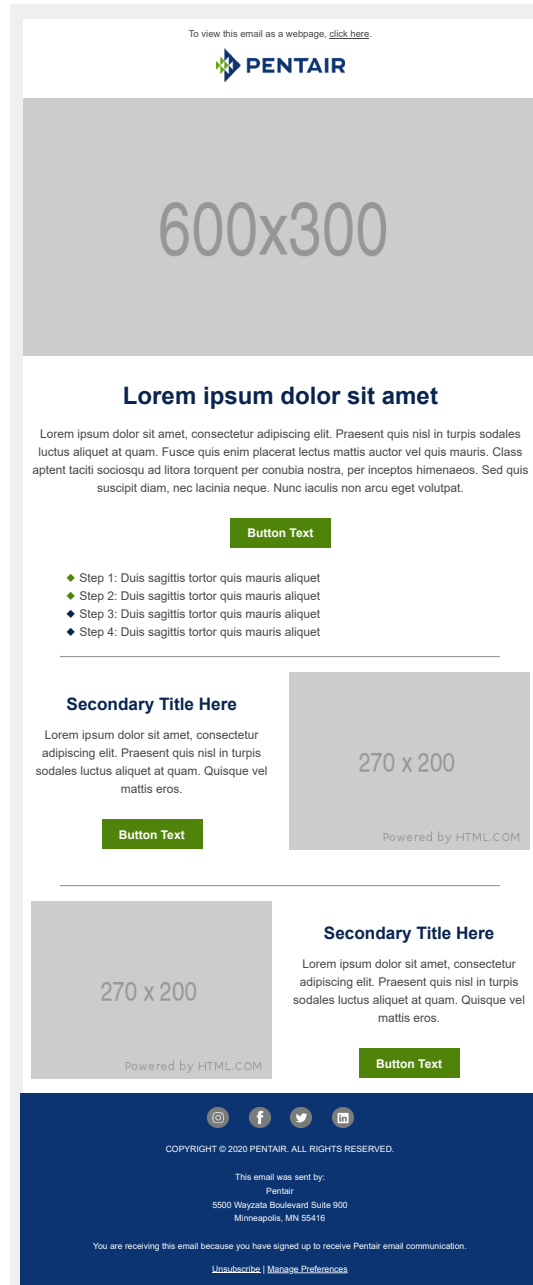 To view this email as a webpage, click here.
PENTAIR
600x300
Lorem ipsum dolor sit amet
Lorem ipsum dolor sit amet, consectetur adipiscing elit. Praesent quis nisl in turpis sodales
luctus aliquet at quam. Fusce quis enim placerat lectus mattis auctor vel quis mauris. Class
aptent taciti sociosqu ad litora torquent per conubia nostra, per inceptos himenaeos. Sed quis
suscipit diam, nec lacinia neque. Nunc iaculis non arcu eget volutpat.
Button Text
Step 1: Duis sagittis tortor quis mauris aliquet
Step 2: Duis sagittis tortor quis mauris aliquet
Step 3: Duis sagittis tortor quis mauris aliquet
Step 4: Duis sagittis tortor quis mauris aliquet
Secondary Title Here
Lorem ipsum dolor sit amet, consectetur
adipiscing elit. Praesent quis nisl in turpis
sodales luctus aliquet at quam. Quisque vel
mattis eros.
Button Text
270 x 200
Powered by HTML.COM
270 x 200
Powered by HTML.COM
Secondary Title Here
Lorem ipsum dolor sit amet, consectetur
adipiscing elit. Praesent quis nisl in turpis
sodales luctus aliquet at quam. Quisque vel
mattis eros.
Button Text
COPYRIGHT © 2020 PENTAIR. ALL RIGHTS RESERVED.
This email was sent by:
Pentair
5500 Wayzata Boulevard Suite 900
Minneapolis, MN 55416
You are receiving this email because you have signed up to receive Pentair email communication.
Unsubscribe | Manage Preferences